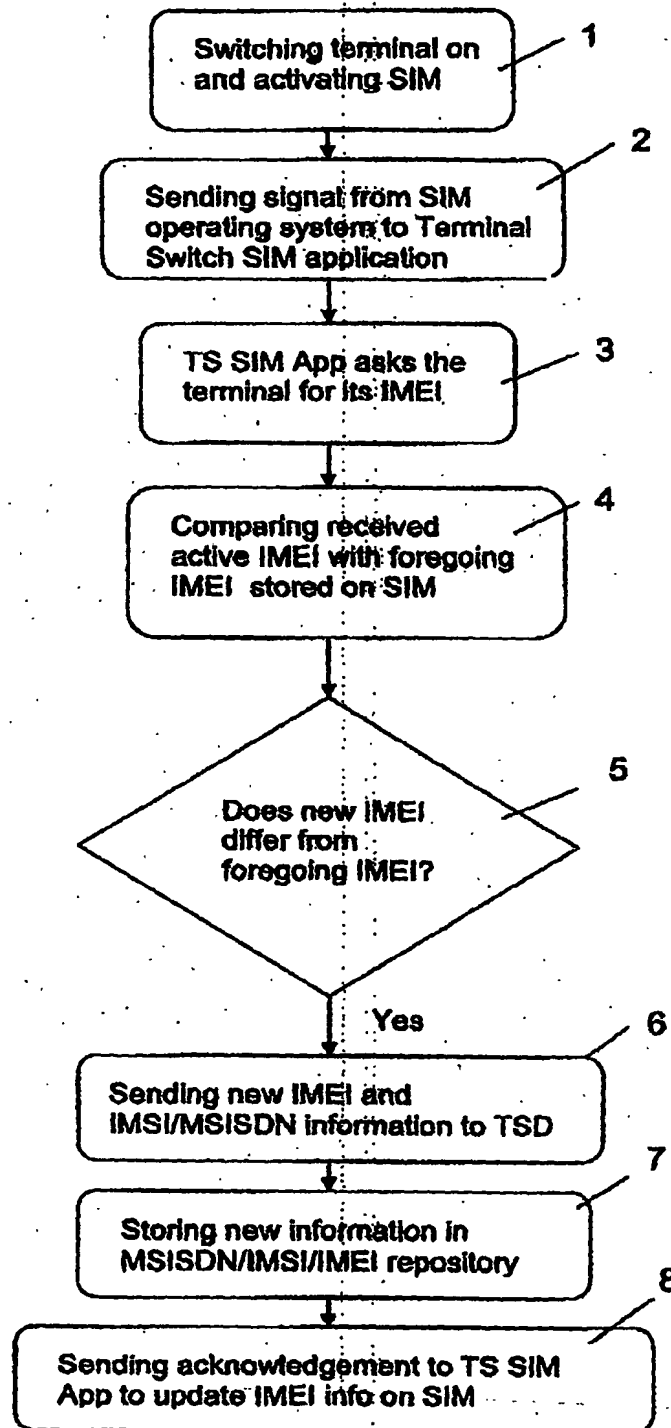 Switching terminal on
and activating SIM
1
Sending signal from SIM
operating system to Terminal
Switch SIM application
2
TS SIM App asks the
terminal for its IMEI
3
Comparing received
active IMEI with foregoing
IMEI stored on SIM
4
Does new IMEI
differ from
foregoing IMEI?
5
Yes
Sending new IMEI and
IMSI/MSISDN information to TSD
6
Storing new information in
MSISDN/IMSI/IMEI repository
7
Sending acknowledgement to TS SIM
App to update IMEI info on SIM
8